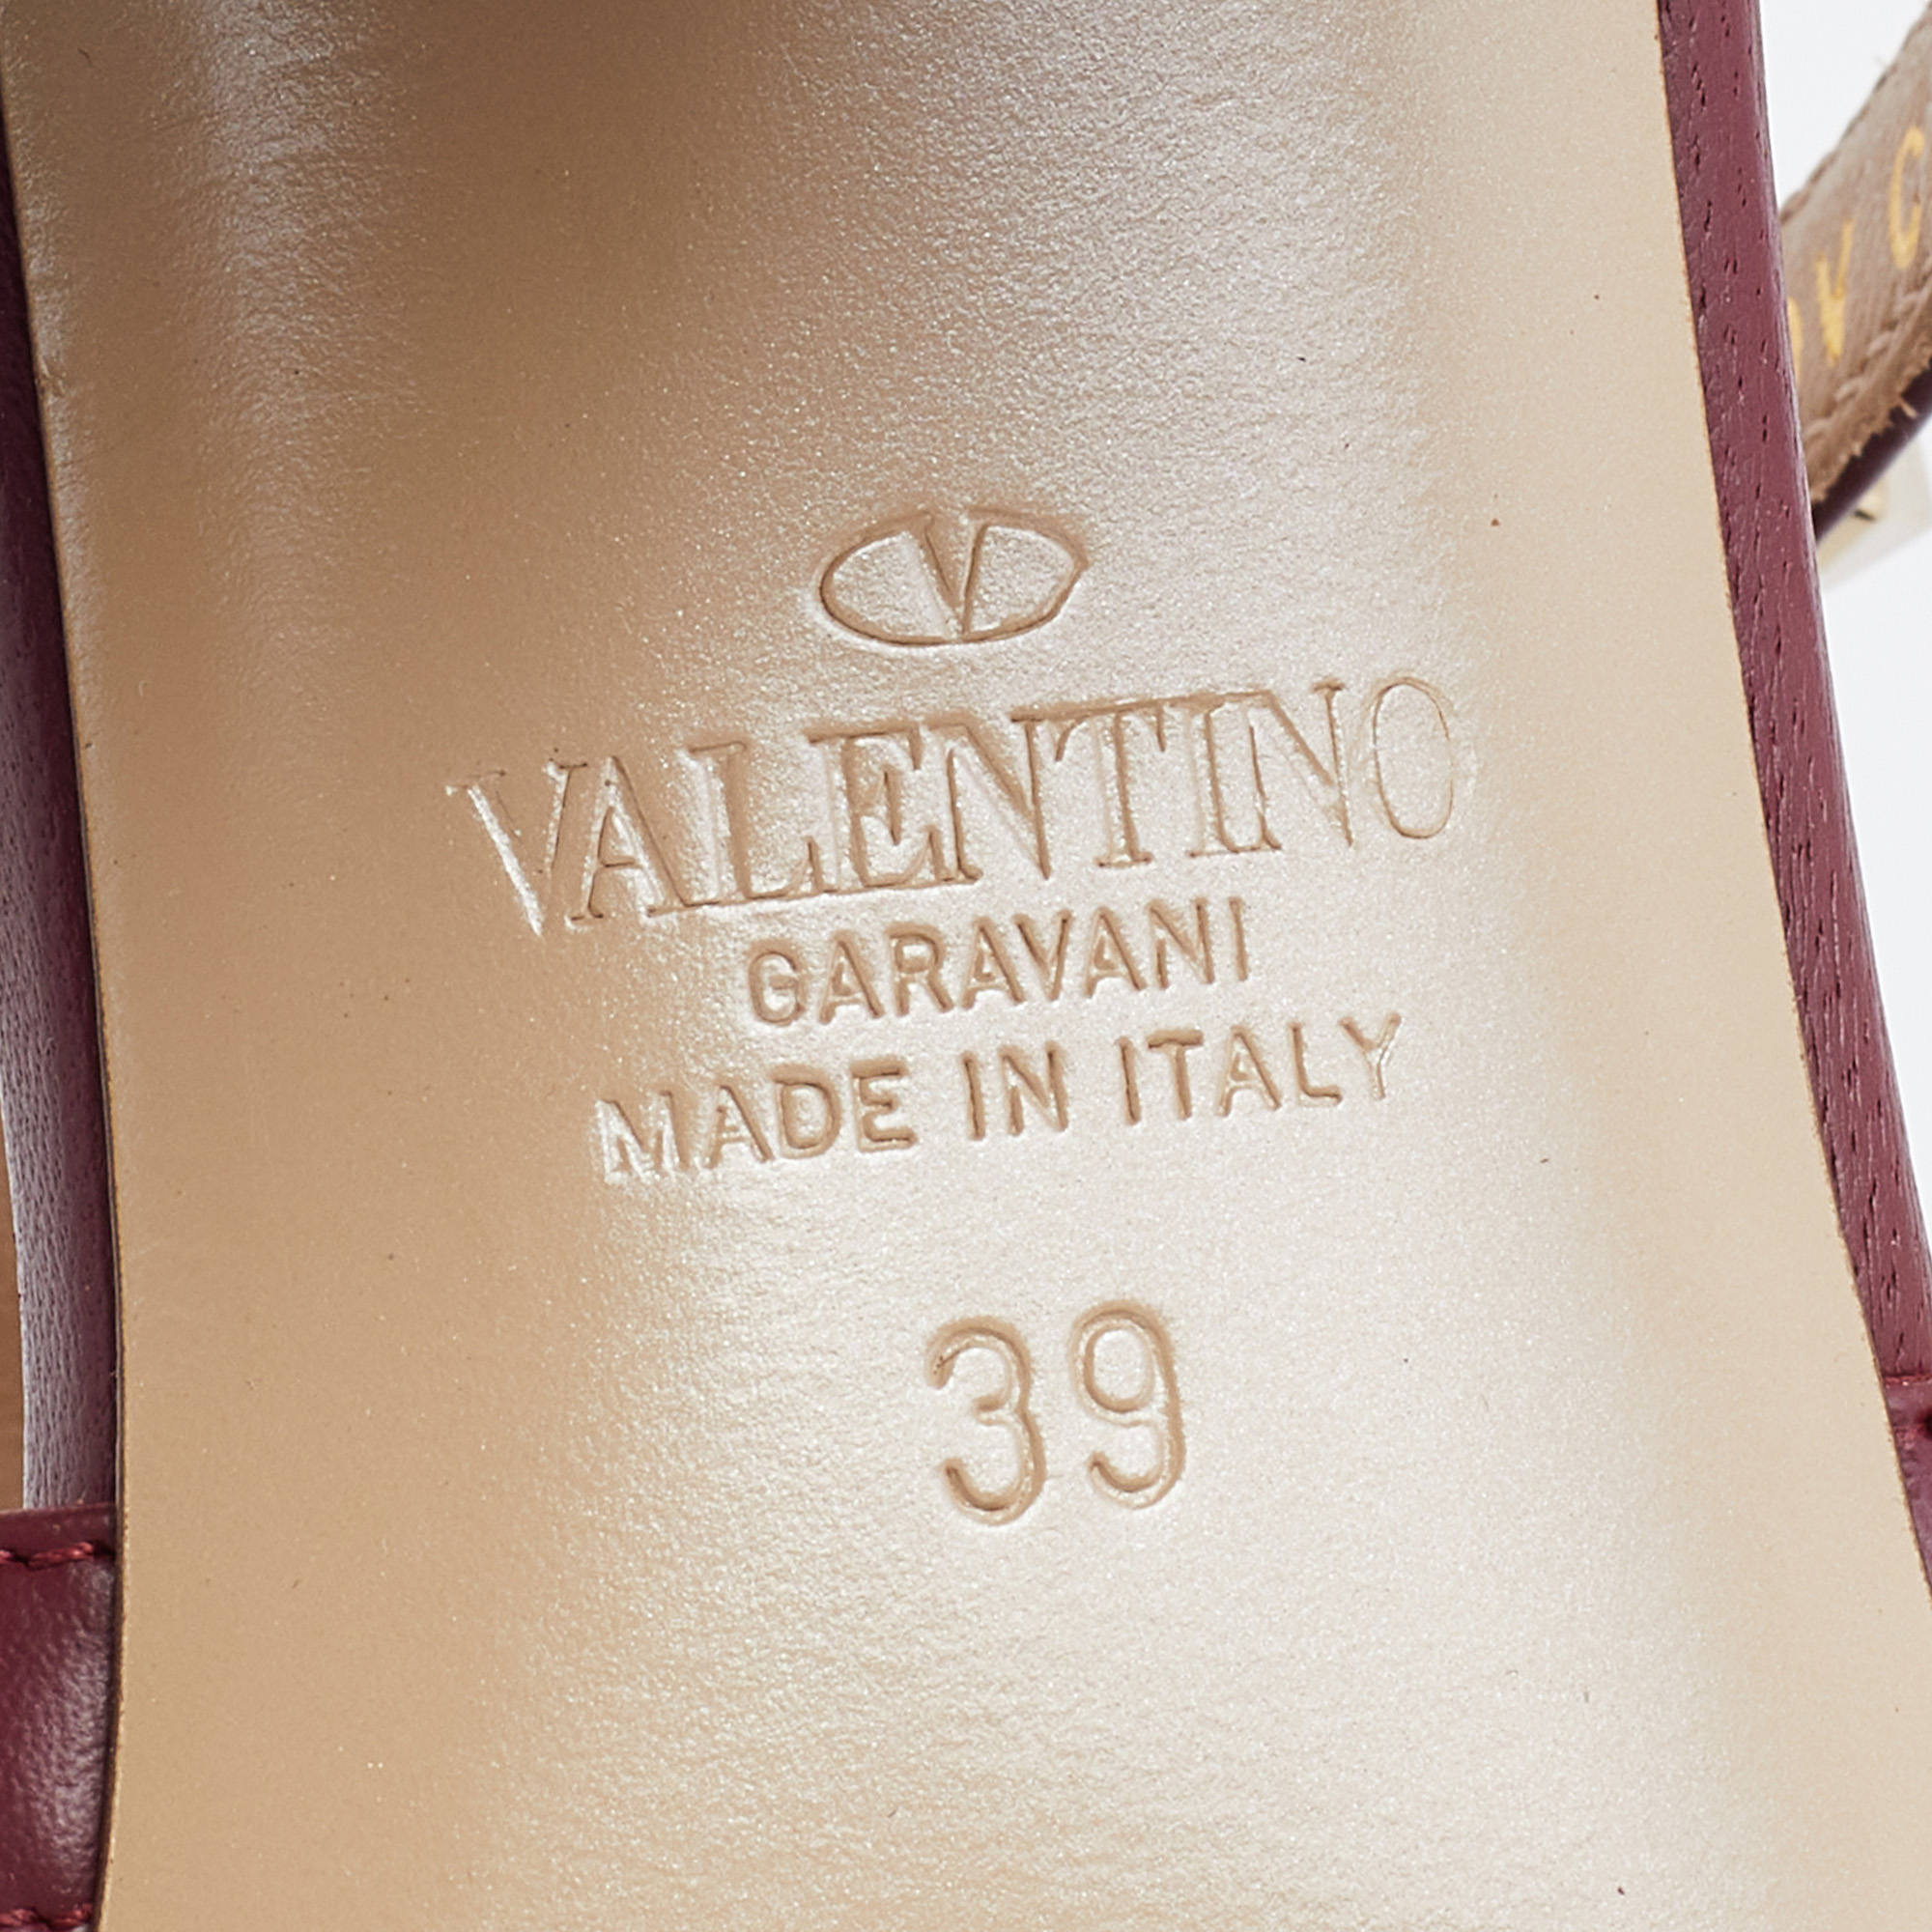 V
VALENTINO
GARAVANI
MADE IN ITALY
39